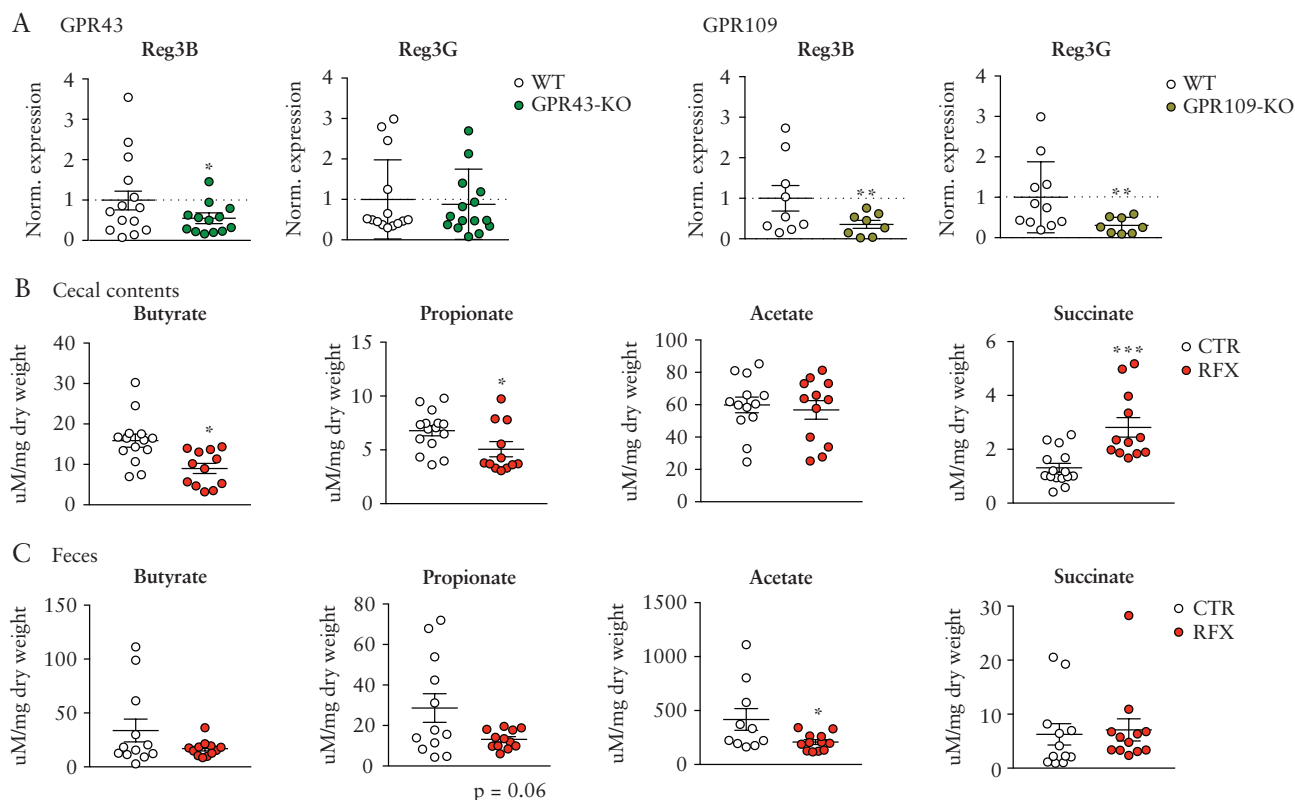 A GPR43 GPR109
Reg3B Reg3G Reg3B Reg3G
Norm. expression
4
3
2
1
0
*
Norm. expression
4
3
2
1
0
WT
GPR43-KO
Norm. expression
4
3
2
1
0
**
Norm. expression
4
3
2
1
0
**
WT
GPR109-KO
B Cecal contents
Butyrate Propionate Acetate Succinate
uM/mg dry weight
40
30
20
10
0
*
uM/mg dry weight
15
10
5
0
*
uM/mg dry weight
100
80
60
40
20
0
uM/mg dry weight
6
4
2
0
***
CTR
RFX
C Feces
Butyrate Propionate Acetate Succinate
uM/mg dry weight
150
100
50
0
uM/mg dry weight
80
60
40
20
0
p = 0.06
uM/mg dry weight
1500
1000
500
0
*
uM/mg dry weight
30
20
10
0
CTR
RFX